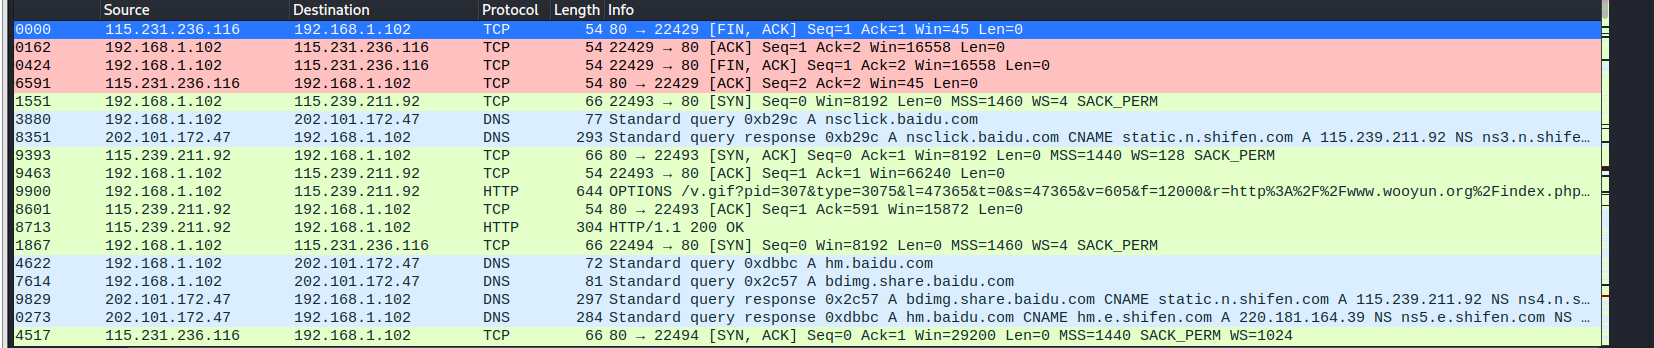 Source Destination Protocol Length Info
0000 115.231.236.116 192.168.1.102 TCP 54 80 → 22429 [FIN, ACK] Seq=1 Ack=1 Win=45 Len=0
0162 192.168.1.102 115.231.236.116 TCP 54 22429 → 80 [ACK] Seq=1 Ack=2 Win=16558 Len=0
0424 192.168.1.102 115.231.236.116 TCP 54 22429 → 80 [FIN, ACK] Seq=1 Ack=2 Win=16558 Len=0
6591 115.231.236.116 192.168.1.102 TCP 54 80 → 22429 [ACK] Seq=2 Ack=2 Win=45 Len=0
1551 192.168.1.102 115.239.211.92 TCP 66 22493 → 80 [SYN] Seq=0 Win=8192 Len=0 MSS=1460 WS=4 SACK_PERM
3880 192.168.1.102 202.101.172.47 DNS 77 Standard query 0xb29c A nsclick.baidu.com
8351 202.101.172.47 192.168.1.102 DNS 293 Standard query response 0xb29c A nsclick.baidu.com CNAME static.n.shifen.com A 115.239.211.92 NS ns3.n.shife…
9393 115.239.211.92 192.168.1.102 TCP 66 80 → 22493 [SYN, ACK] Seq=0 Ack=1 Win=8192 Len=0 MSS=1440 WS=128 SACK_PERM
9463 192.168.1.102 115.239.211.92 TCP 54 22493 → 80 [ACK] Seq=1 Ack=1 Win=66240 Len=0
9900 192.168.1.102 115.239.211.92 HTTP 644 OPTIONS /v.gif?pid=307&type=3075&l=47365&t=0&s=47365&v=605&f=12000&r=http%3A%2F%2Fwww.wooyun.org%2Findex.php…
8601 115.239.211.92 192.168.1.102 TCP 54 80 → 22493 [ACK] Seq=1 Ack=591 Win=15872 Len=0
8713 115.239.211.92 192.168.1.102 HTTP 304 HTTP/1.1 200 OK
1867 192.168.1.102 115.231.236.116 TCP 66 22494 → 80 [SYN] Seq=0 Win=8192 Len=0 MSS=1460 WS=4 SACK_PERM
4622 192.168.1.102 202.101.172.47 DNS 72 Standard query 0xdbbc A hm.baidu.com
7614 192.168.1.102 202.101.172.47 DNS 81 Standard query 0x2c57 A bdimg.share.baidu.com
9829 202.101.172.47 192.168.1.102 DNS 297 Standard query response 0x2c57 A bdimg.share.baidu.com CNAME static.n.shifen.com A 115.239.211.92 NS ns4.n.s…
0273 202.101.172.47 192.168.1.102 DNS 284 Standard query response 0xdbbc A hm.baidu.com CNAME hm.e.shifen.com A 220.181.164.39 NS ns5.e.shifen.com NS …
4517 115.231.236.116 192.168.1.102 TCP 66 80 → 22494 [SYN, ACK] Seq=0 Ack=1 Win=29200 Len=0 MSS=1440 SACK_PERM WS=1024